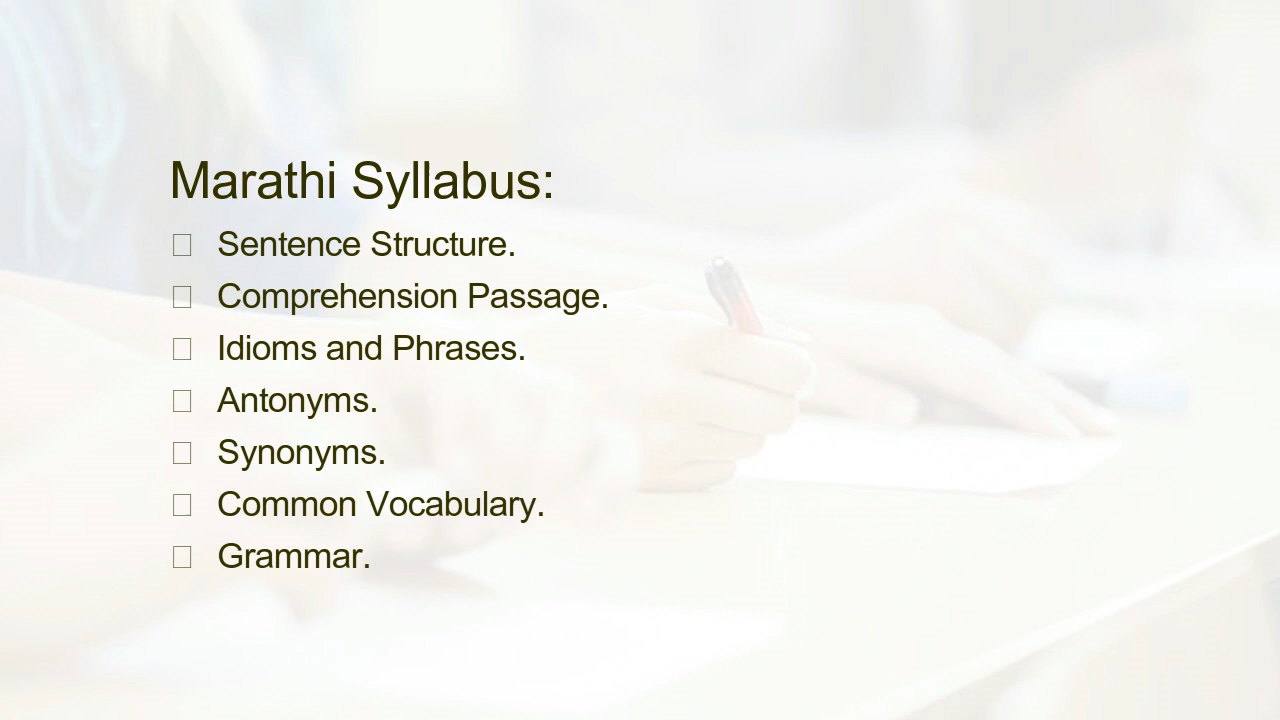 Marathi Syllabus:
Sentence Structure.
Comprehension Passage.
Idioms and Phrases.
Antonyms.
Synonyms.
Common Vocabulary.
Grammar.